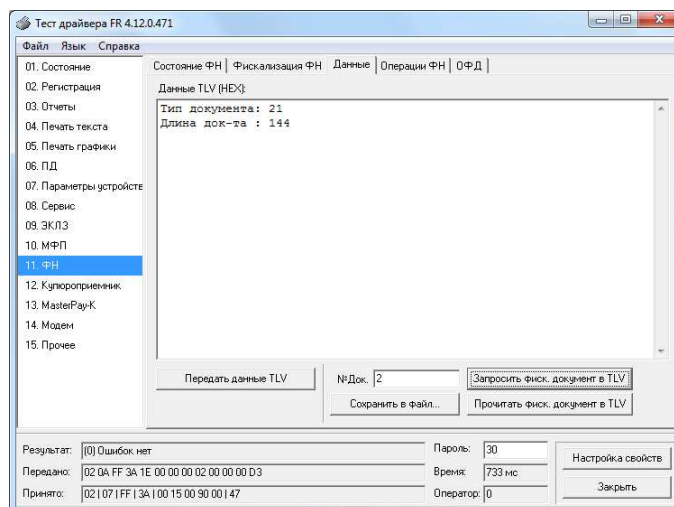 Тест драйвера FR 4.12.0.471
Файл Язык Справка
01. Состояние
02. Регистрация
03. Отчеты
04. Печать текста
05. Печать графики
06. ПД
07. Параметры устройств
08. Сервис
09. ЭКЛЗ
10. МФП
11. ФН
12. Купюроприемник
13. MasterPay-K
14. Модем
15. Прочее
Состояние ФН Фискализация ФН Данные Операции ФН ОФД
Данные TLV (HEX):
Тип документа: 21
Длина док-та : 144
Передать данные TLV
№Док. 2
Запросить фиск. документ в TLV
Сохранить в файл...
Прочитать фиск. документ в TLV
Результат: (0) Ошибок нет
Передано: 02 0A FF 3A 1E 00 00 00 02 00 00 00 D3
Принято: 02 | 07 | FF | 3A | 00 15 00 90 00 | 47
Пароль: 30
Время: 733 мс
Оператор: 0
Настройка свойств
Закрыть